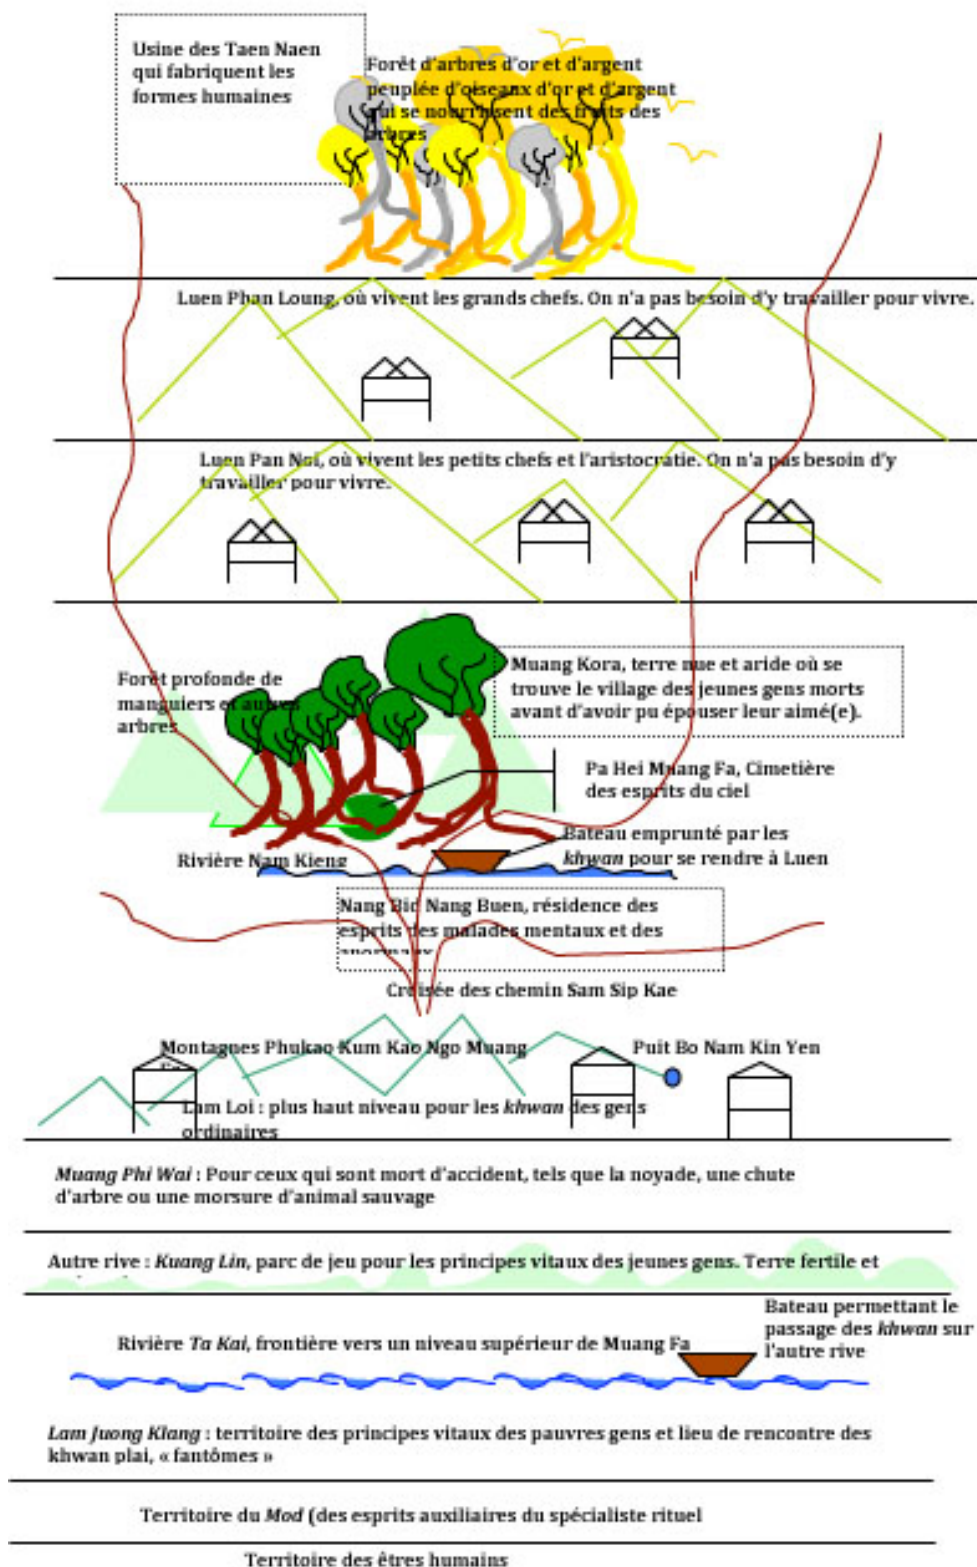 Usine des Taen Naen
qui fabriquent les
formes humaines
Forêt d'arbres d'or et d'argent
peuplée d'oiseaux d'or et d'argent
qui se nourrissent des fruits des
arbres
Luen Phan Loung, où vivent les grands chefs. On n'a pas besoin d'y travailler pour vivre.
Luen Pan Noi, où vivent les petits chefs et l'aristocratie. On n'a pas besoin d'y
travailler pour vivre.
Forêt profonde de
manguiers et autres
arbres
Muang Kora, terre nue et aride où se
trouve le village des jeunes gens morts
avant d'avoir pu épouser leur aimé(e).
Pa Hei Muang Fa, Cimetière
des esprits du ciel
Bateau emprunté par les
khwan pour se rendre à Luen
Rivière Nam Kieng
Nang Bio Nang Buen, résidence des
esprits des malades mentaux et des
Croisée des chemin Sam Sip Kae
Montagnes Phukao Kum Kao Ngo Muang
Puit Bo Nam Kin Yen
Lam Loi : plus haut niveau pour les khwan des gens
ordinaires
Muang Phi Wai : Pour ceux qui sont mort d'accident, tels que la noyade, une chute
d'arbre ou une morsure d'animal sauvage
Autre rive : Kuang Lin, parc de jeu pour les principes vitaux des jeunes gens. Terre fertile et
Bateau permettant le
passage des khwan sur
l'autre rive
Rivière Ta Kai, frontière vers un niveau supérieur de Muang Fa
Lam Juong Klang : territoire des principes vitaux des pauvres gens et lieu de rencontre des
khwan plai, « fantômes »
Territoire du Mod (des esprits auxiliaires du spécialiste rituel
Territoire des êtres humains